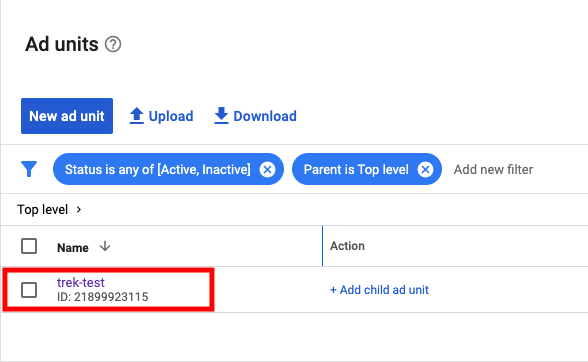 Ad units ?
New ad unit Upload Download
Status is any of [Active, Inactive] Parent is Top level Add new filter
Top level >
Name Action
trek-test + Add child ad unit
ID: 21899923115